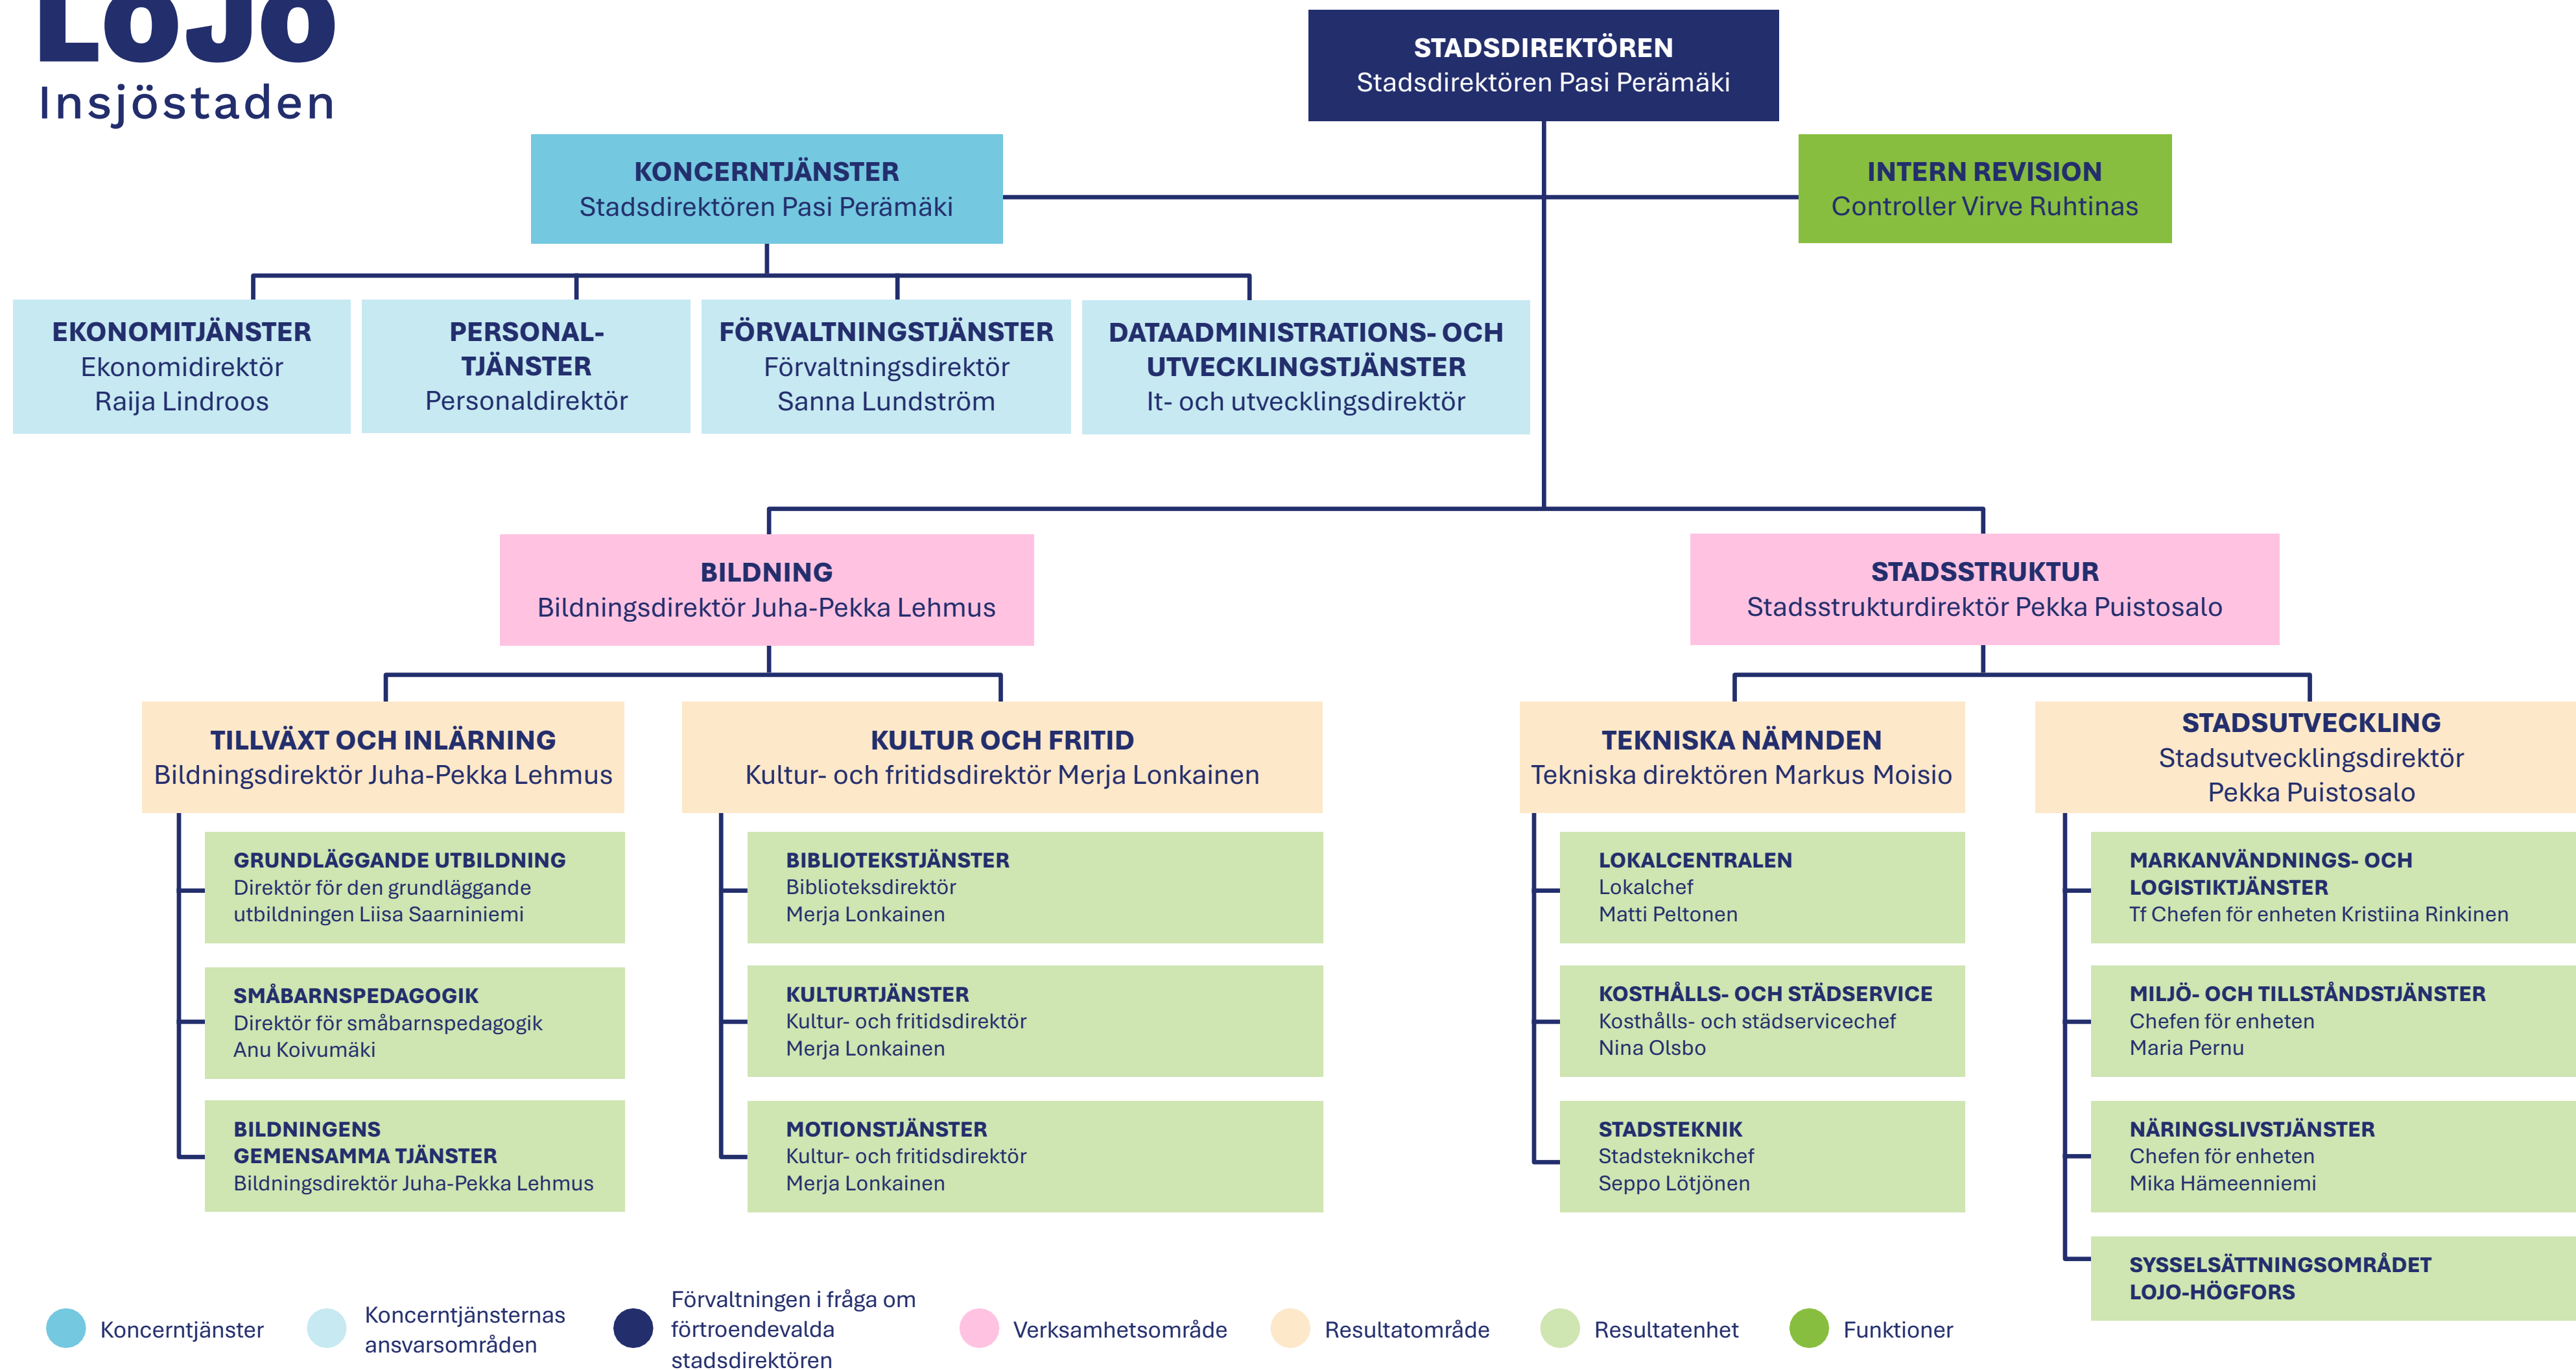 LOJO
Insjöstaden
STADSDIREKTÖREN
Stadsdirektören Pasi Perämäki
KONCERNTJÄNSTER
Stadsdirektören Pasi Perämäki
INTERN REVISION
Controller Virve Ruhtinas
EKONOMITJÄNSTER
Ekonomidirektör
Raija Lindroos
PERSONAL-
TJÄNSTER
Personaldirektör
FÖRVALTNINGSTJÄNSTER
Förvaltningsdirektör
Sanna Lundström
DATAADMINISTRATIONS- OCH
UTVECKLINGSTJÄNSTER
It- och utvecklingsdirektör
BILDNING
Bildningsdirektör Juha-Pekka Lehmus
STADSSTRUKTUR
Stadsstrukturdirektör Pekka Puistosalo
TILLVÄXT OCH INLÄRNING
Bildningsdirektör Juha-Pekka Lehmus
GRUNDLÄGGANDE UTBILDNING
Direktör för den grundläggande
utbildningen Liisa Saarniniemi
SMÅBARNSPEDAGOGIK
Direktör för småbarnspedagogik
Anu Koivumäki
BILDNINGENS
GEMENSAMMA TJÄNSTER
Bildningsdirektör Juha-Pekka Lehmus
KULTUR OCH FRITID
Kultur- och fritidsdirektör Merja Lonkainen
BIBLIOTEKSTJÄNSTER
Biblioteksdirektör
Merja Lonkainen
KULTURTJÄNSTER
Kultur- och fritidsdirektör
Merja Lonkainen
MOTIONSTJÄNSTER
Kultur- och fritidsdirektör
Merja Lonkainen
TEKNISKA NÄMNDEN
Tekniska direktören Markus Moisio
LOKALCENTRALEN
Lokalchef
Matti Peltonen
KOSTHÅLLS- OCH STÄDSERVICE
Kosthålls- och städservicechef
Nina Olsbo
STADSTEKNIK
Stadsteknikchef
Seppo Lötjönen
STADSUTVECKLING
Stadsutvecklingsdirektör
Pekka Puistosalo
MARKANVÄNDNINGS- OCH
LOGISTIKTJÄNSTER
Tf Chefen för enheten Kristiina Rinkinen
MILJÖ- OCH TILLSTÅNDSTJÄNSTER
Chefen för enheten
Maria Pernu
NÄRINGSLIVSTJÄNSTER
Chefen för enheten
Mika Hämeenniemi
SYSSELSÄTTNINGSOMRÅDET
LOJO-HÖGFORS
Koncerntjänster
Koncerntjänsternas
ansvarsområden
Förvaltningen i fråga om
förtroendevalda
stadsdirektören
Verksamhetsområde
Resultatområde
Resultatenhet
Funktioner